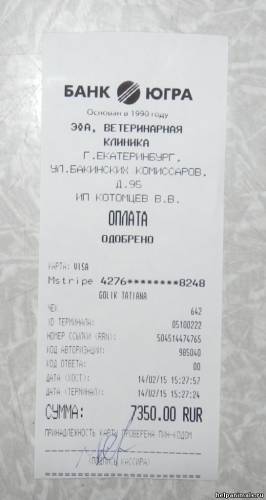 БАНК ЮГРА
Основан в 1990 году
ЭФА, ВЕТЕРИНАРНАЯ
КЛИНИКА
Г.ЕКАТЕРИНБУРГ,
УЛ.БАКИНСКИХ КОМИССАРОВ,
Д.95
ИП КОТОМЦЕВ В.В.
ОПЛАТА
ОДОБРЕНО
КАРТА: VISA
Mstripe 4276********8248
GOLIK TATIANA
ЧЕК 642
ID ТЕРМИНАЛА: 05100222
НОМЕР ССЫЛКИ (RRN): 504514474765
КОД АВТОРИЗАЦИИ: 985040
КОД ОТВЕТА: 00
ДАТА (ХОСТ): 14/02/15 15:27:57
ДАТА (ТЕРМИНАЛ): 14/02/15 15:27:24
СУММА: 7350.00 RUR
ПРИНАДЛЕЖНОСТЬ КАРТЫ ПРОВЕРЕНА ПИН-КОДОМ
(ПОДПИСЬ КАССИРА)
helpanimals.ru